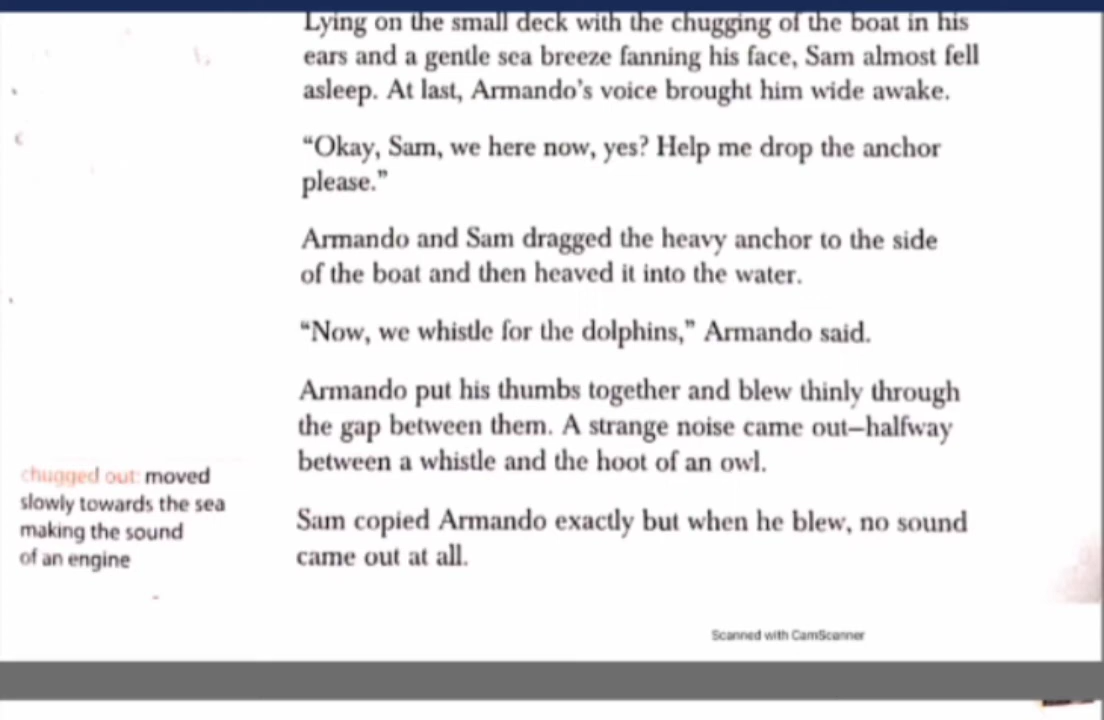 Lying on the small deck with the chugging of the boat in his
ears and a gentle sea breeze fanning his face, Sam almost fell
asleep. At last, Armando's voice brought him wide awake.
“Okay, Sam, we here now, yes? Help me drop the anchor
please.”
Armando and Sam dragged the heavy anchor to the side
of the boat and then heaved it into the water.
“Now, we whistle for the dolphins,” Armando said.
Armando put his thumbs together and blew thinly through
the gap between them. A strange noise came out–halfway
between a whistle and the hoot of an owl.
Sam copied Armando exactly but when he blew, no sound
came out at all.
chugged out: moved
slowly towards the sea
making the sound
of an engine
Scanned with CamScanner